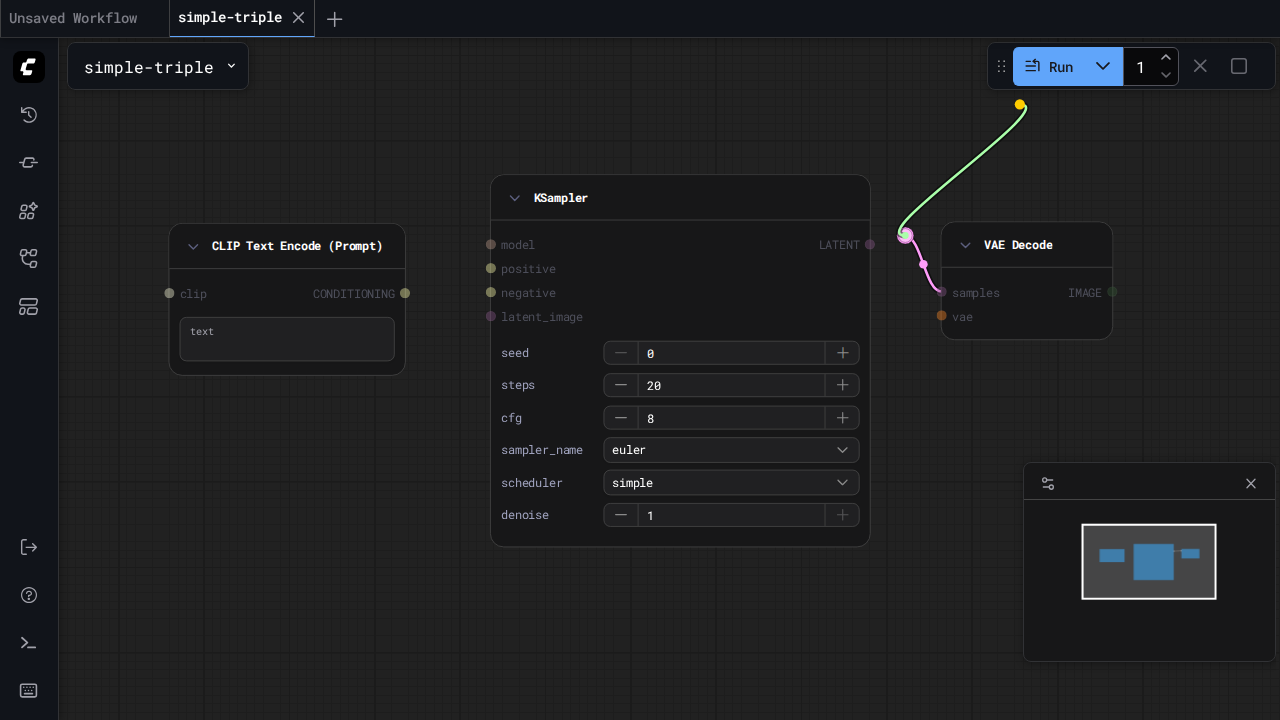 Unsaved Workflow
simple-triple
simple-triple
Run
1
CLIP Text Encode (Prompt)
clip
CONDITIONING
text
KSampler
model
LATENT
positive
negative
latent_image
seed
0
steps
20
cfg
8
sampler_name
euler
scheduler
simple
denoise
1
VAE Decode
samples
IMAGE
vae